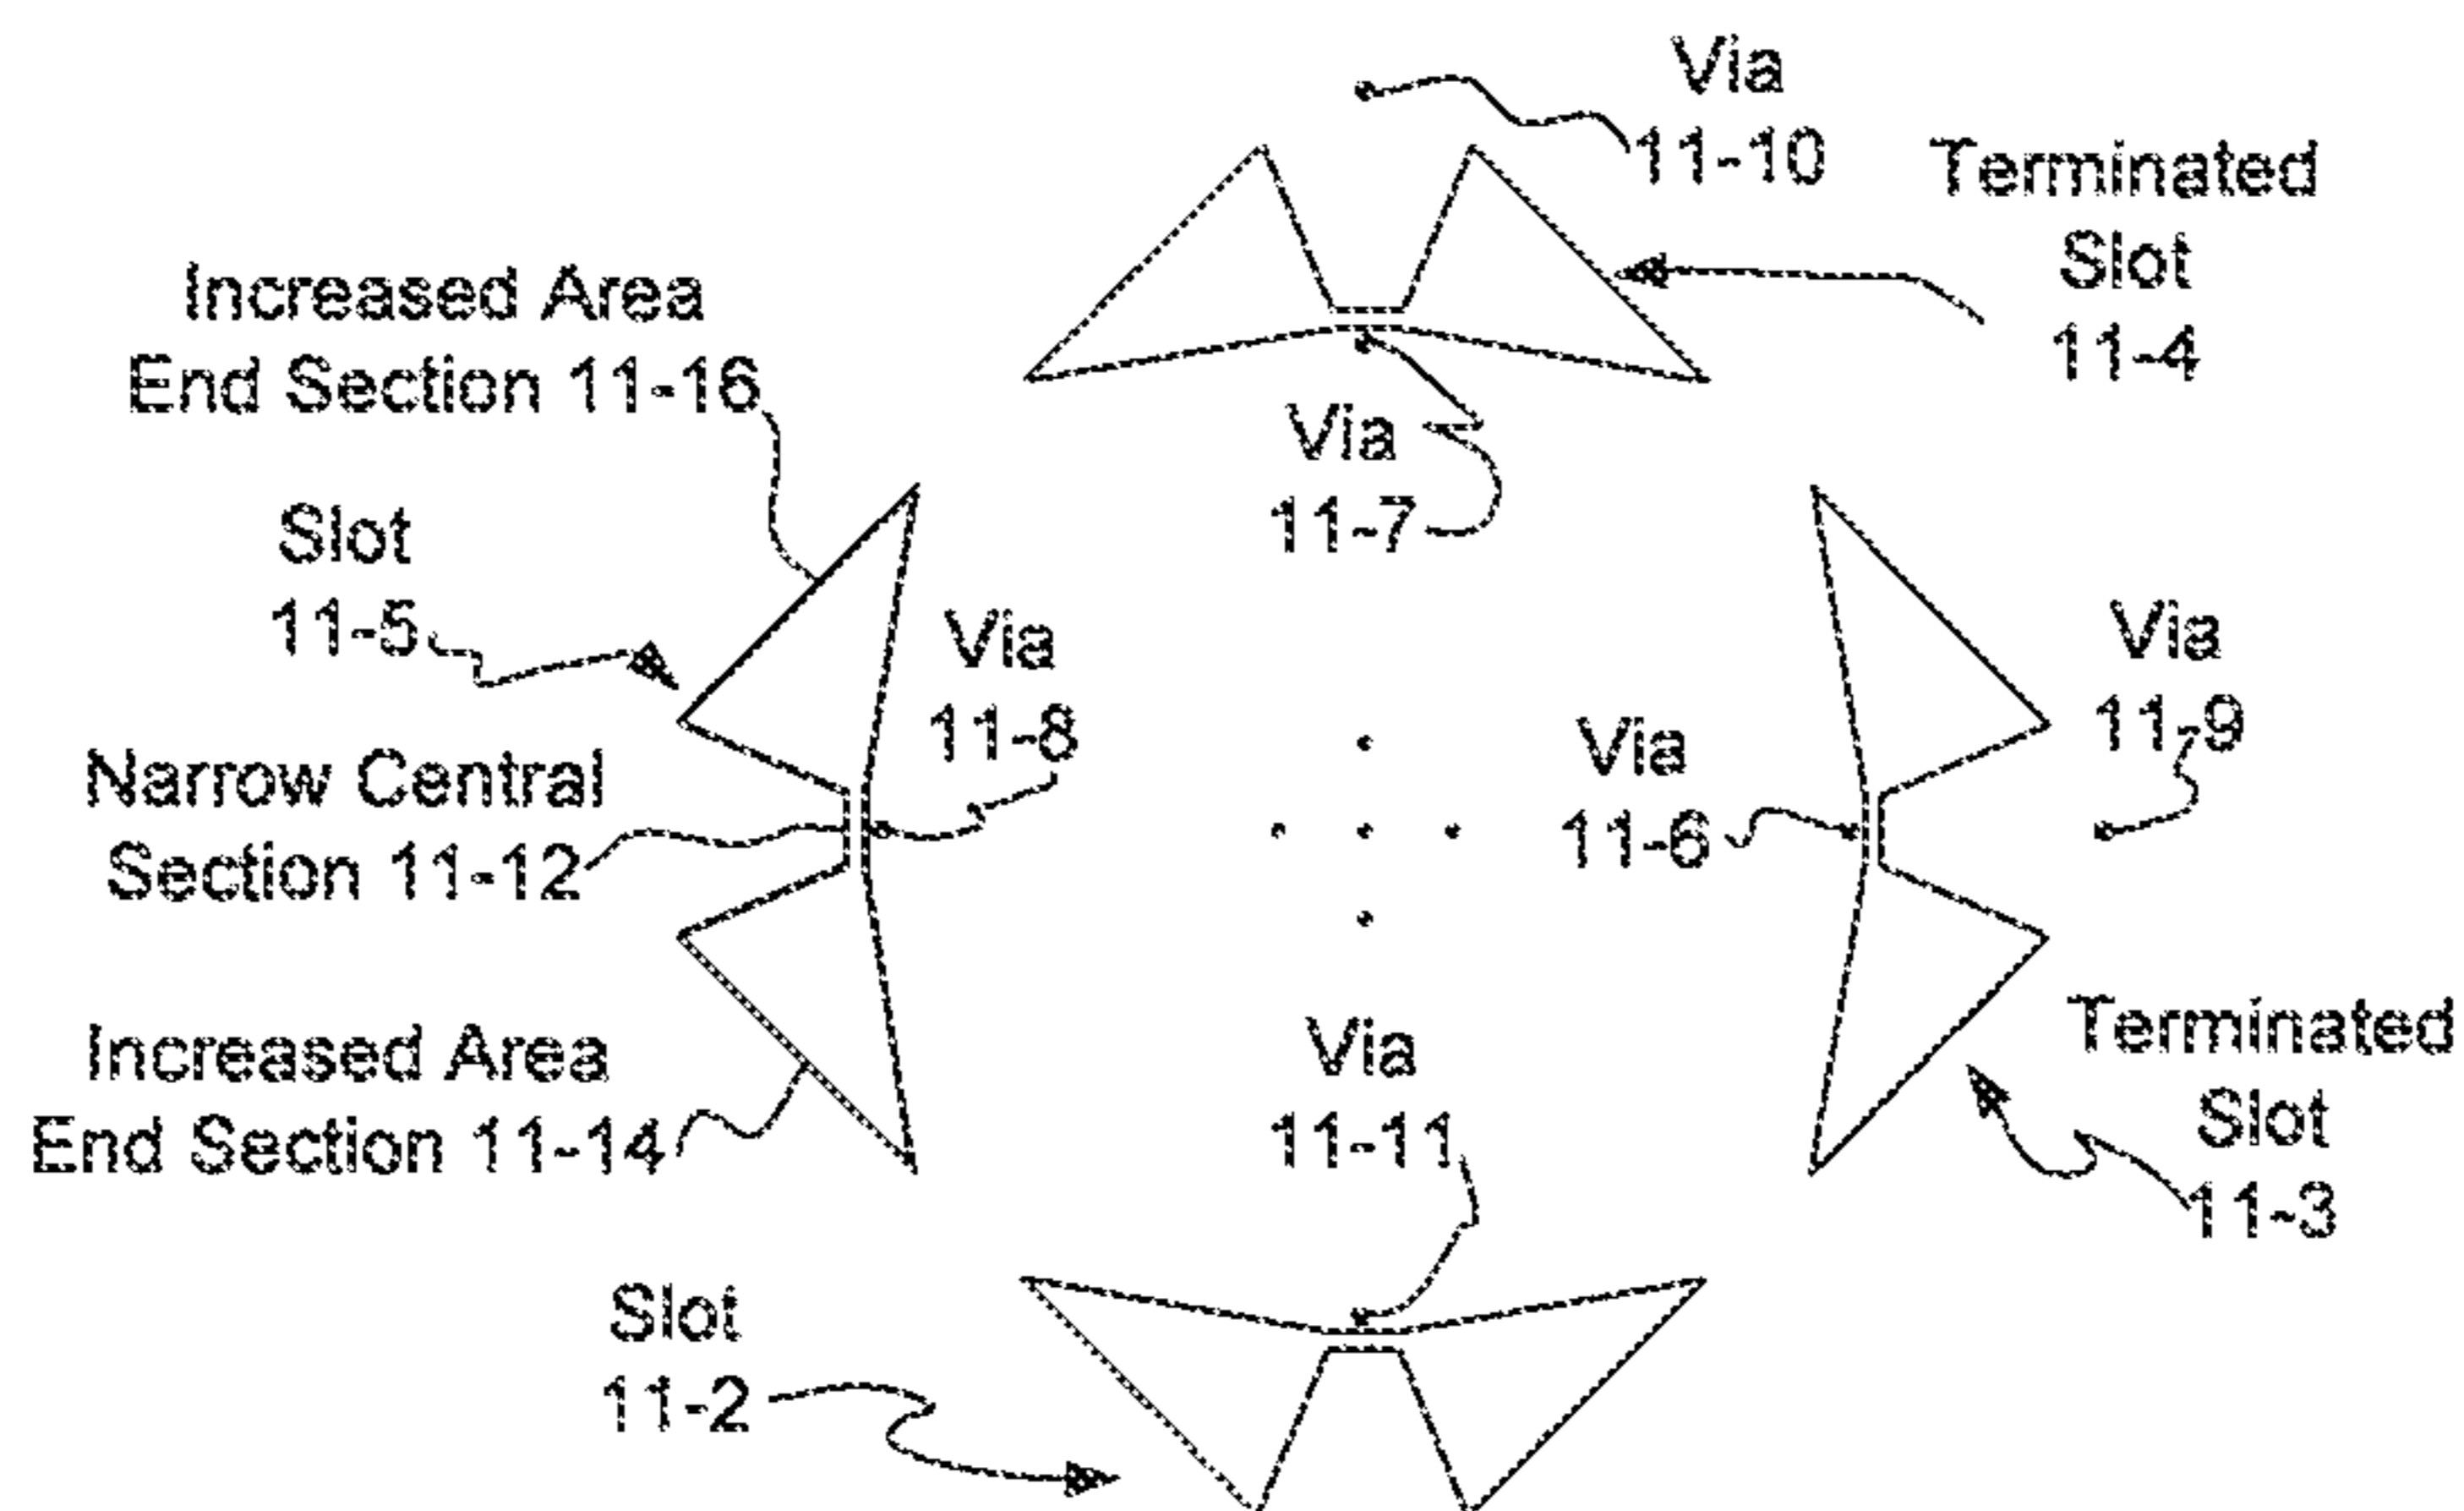 Via
11-10
Terminated
Slot
11-4
Increased Area
End Section 11-16
Via
11-7
Slot
11-5
Via
11-8
Via
11-9
Narrow Central
Section 11-12
Via
11-6
Increased Area
End Section 11-14
Via
11-11
Terminated
Slot
11-3
Slot
11-2